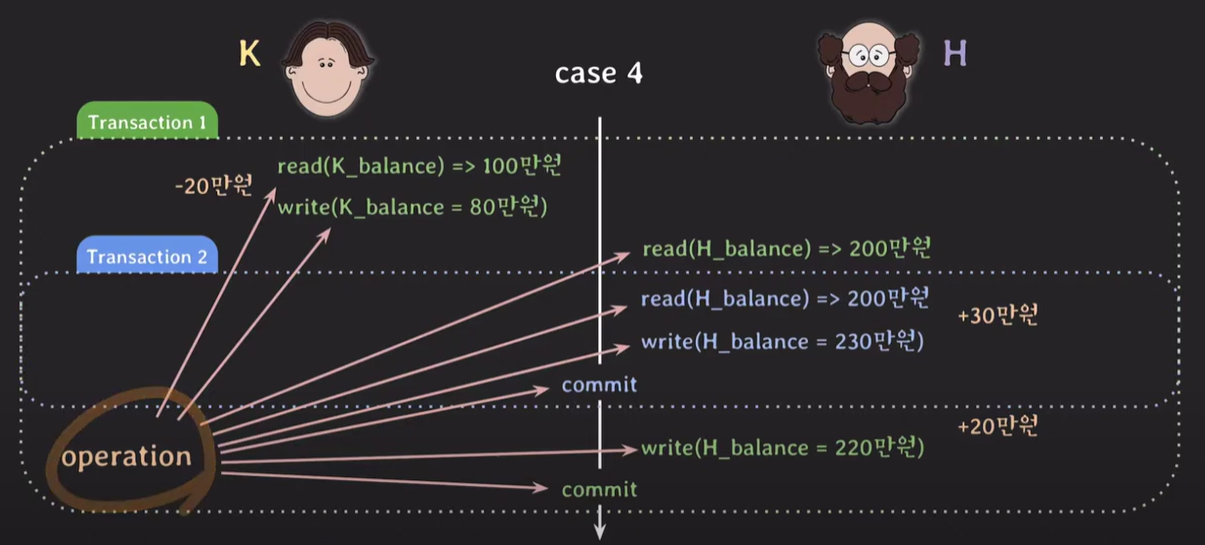 K
case 4
H
Transaction 1
read(K_balance) => 100만원
-20만원
write(K_balance = 80만원)
Transaction 2
read(H_balance) => 200만원
read(H_balance) => 200만원
+30만원
write(H_balance = 230만원)
commit
+20만원
operation
write(H_balance = 220만원)
commit